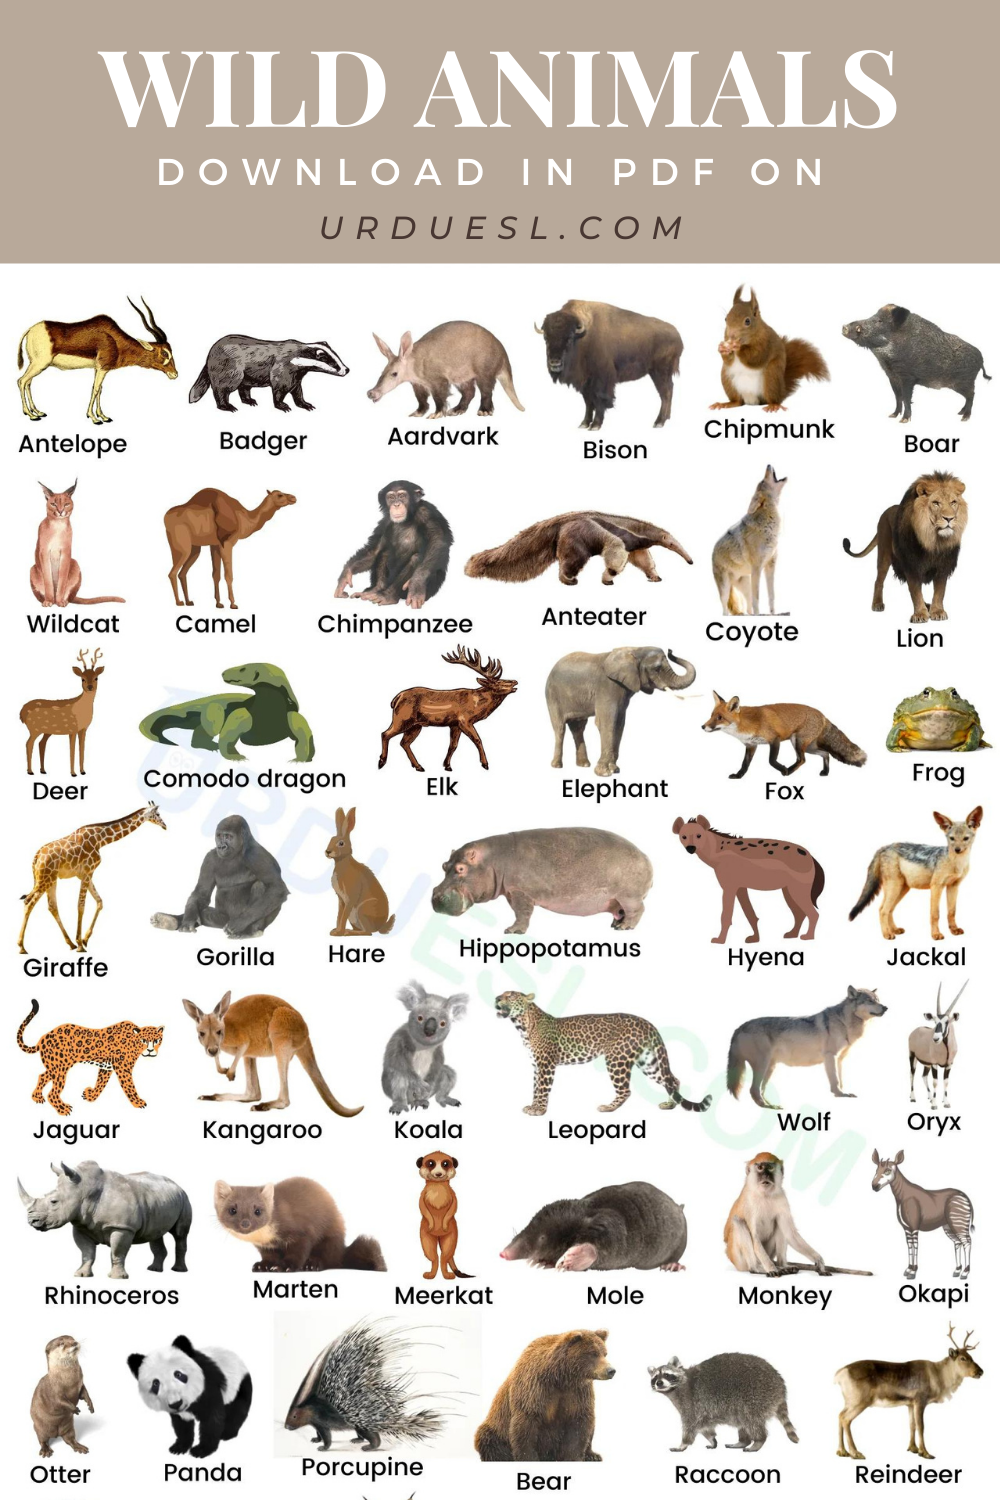 WILD ANIMALS
DOWNLOAD IN PDF ON
URDUESL.COM
Antelope
Badger
Aardvark
Bison
Chipmunk
Boar
Wildcat
Camel
Chimpanzee
Anteater
Coyote
Lion
Deer
Comodo dragon
Elk
Elephant
Fox
Frog
Giraffe
Gorilla
Hare
Hippopotamus
Hyena
Jackal
Jaguar
Kangaroo
Koala
Leopard
Wolf
Oryx
Rhinoceros
Marten
Meerkat
Mole
Monkey
Okapi
Otter
Panda
Porcupine
Bear
Raccoon
Reindeer
URDUESL.COM